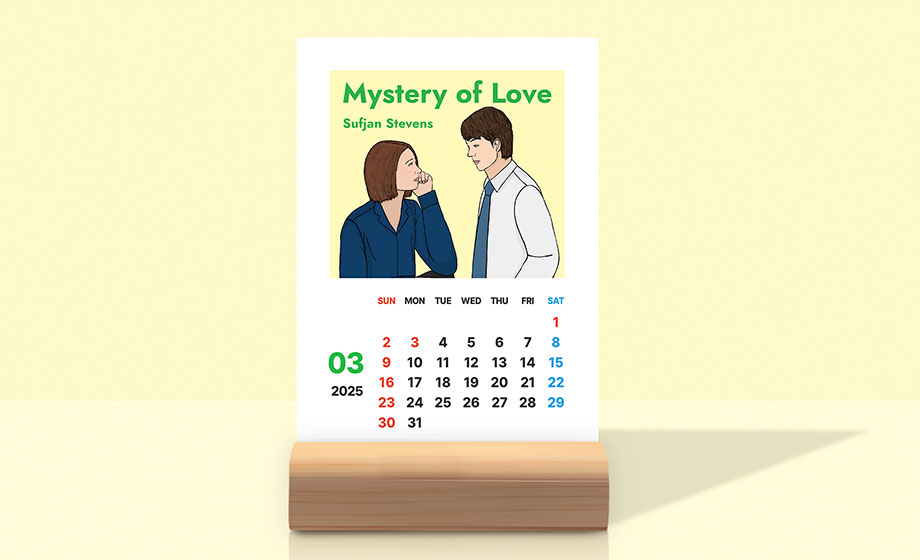 Mystery of Love
Sufjan Stevens
SUN MON TUE WED THU FRI SAT
1
2 3 4 5 6 7 8
03
9 10 11 12 13 14 15
2025
16 17 18 19 20 21 22
23 24 25 26 27 28 29
30 31